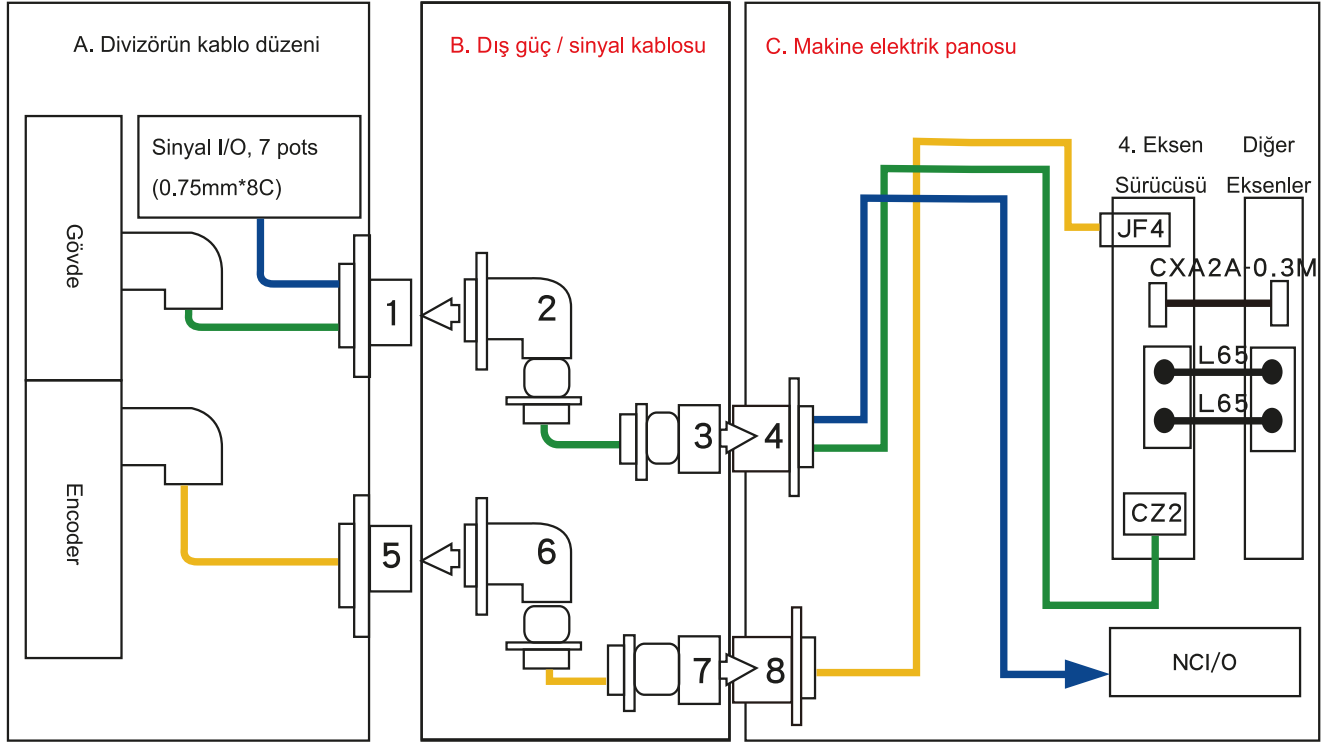 A. Divizörün kablo düzeni
Sinyal I/O, 7 pots
(0.75mm*8C)
Gövde
Encoder
1
5
B. Dış güç / sinyal kablosu
2
3
6
7
C. Makine elektrik panosu
4
8
4. Eksen
Sürücüsü
Diğer
Eksenler
JF4
CXA2A-0.3M
L65
L65
CZ2
NCI/O